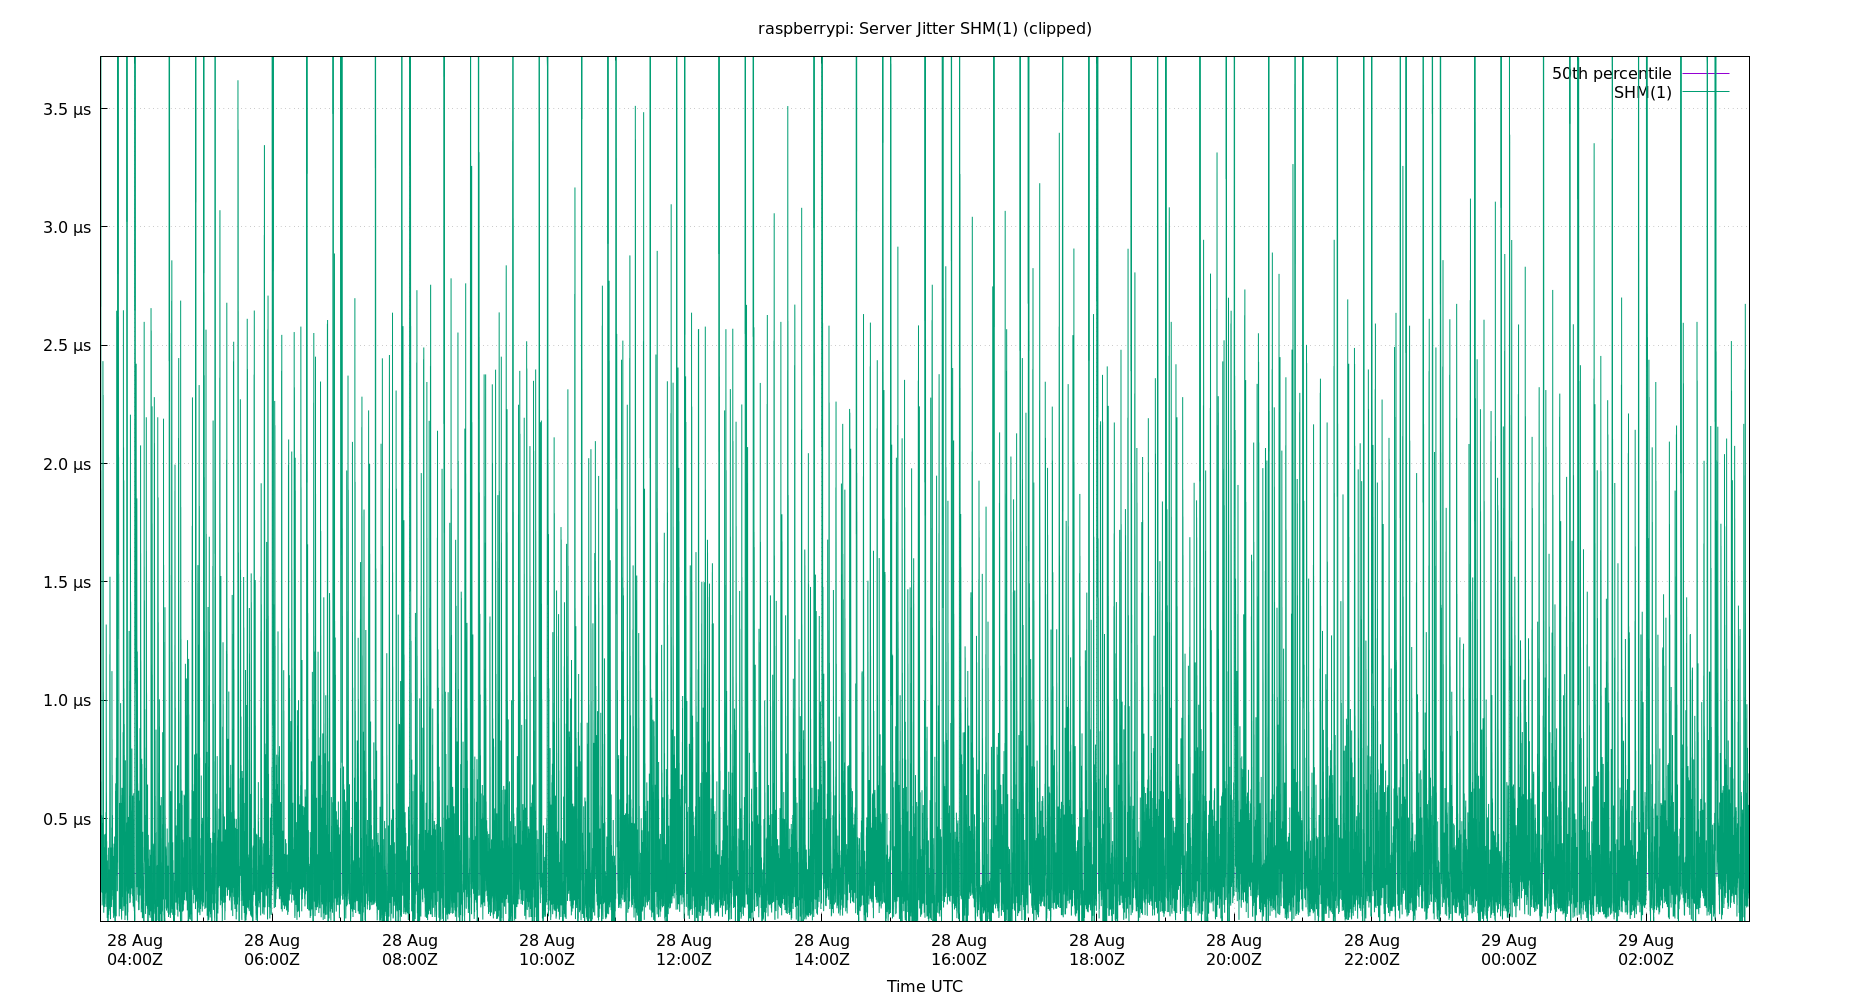 raspberrypi: Server Jitter SHM(1) (clipped)
50th percentile
SHM(1)
3.5 µs
3.0 µs
2.5 µs
2.0 µs
1.5 µs
1.0 µs
0.5 µs
28 Aug 28 Aug 28 Aug 28 Aug 28 Aug 28 Aug 28 Aug 28 Aug 28 Aug 28 Aug 29 Aug 29 Aug
04:00Z 06:00Z 08:00Z 10:00Z 12:00Z 14:00Z 16:00Z 18:00Z 20:00Z 22:00Z 00:00Z 02:00Z
Time UTC